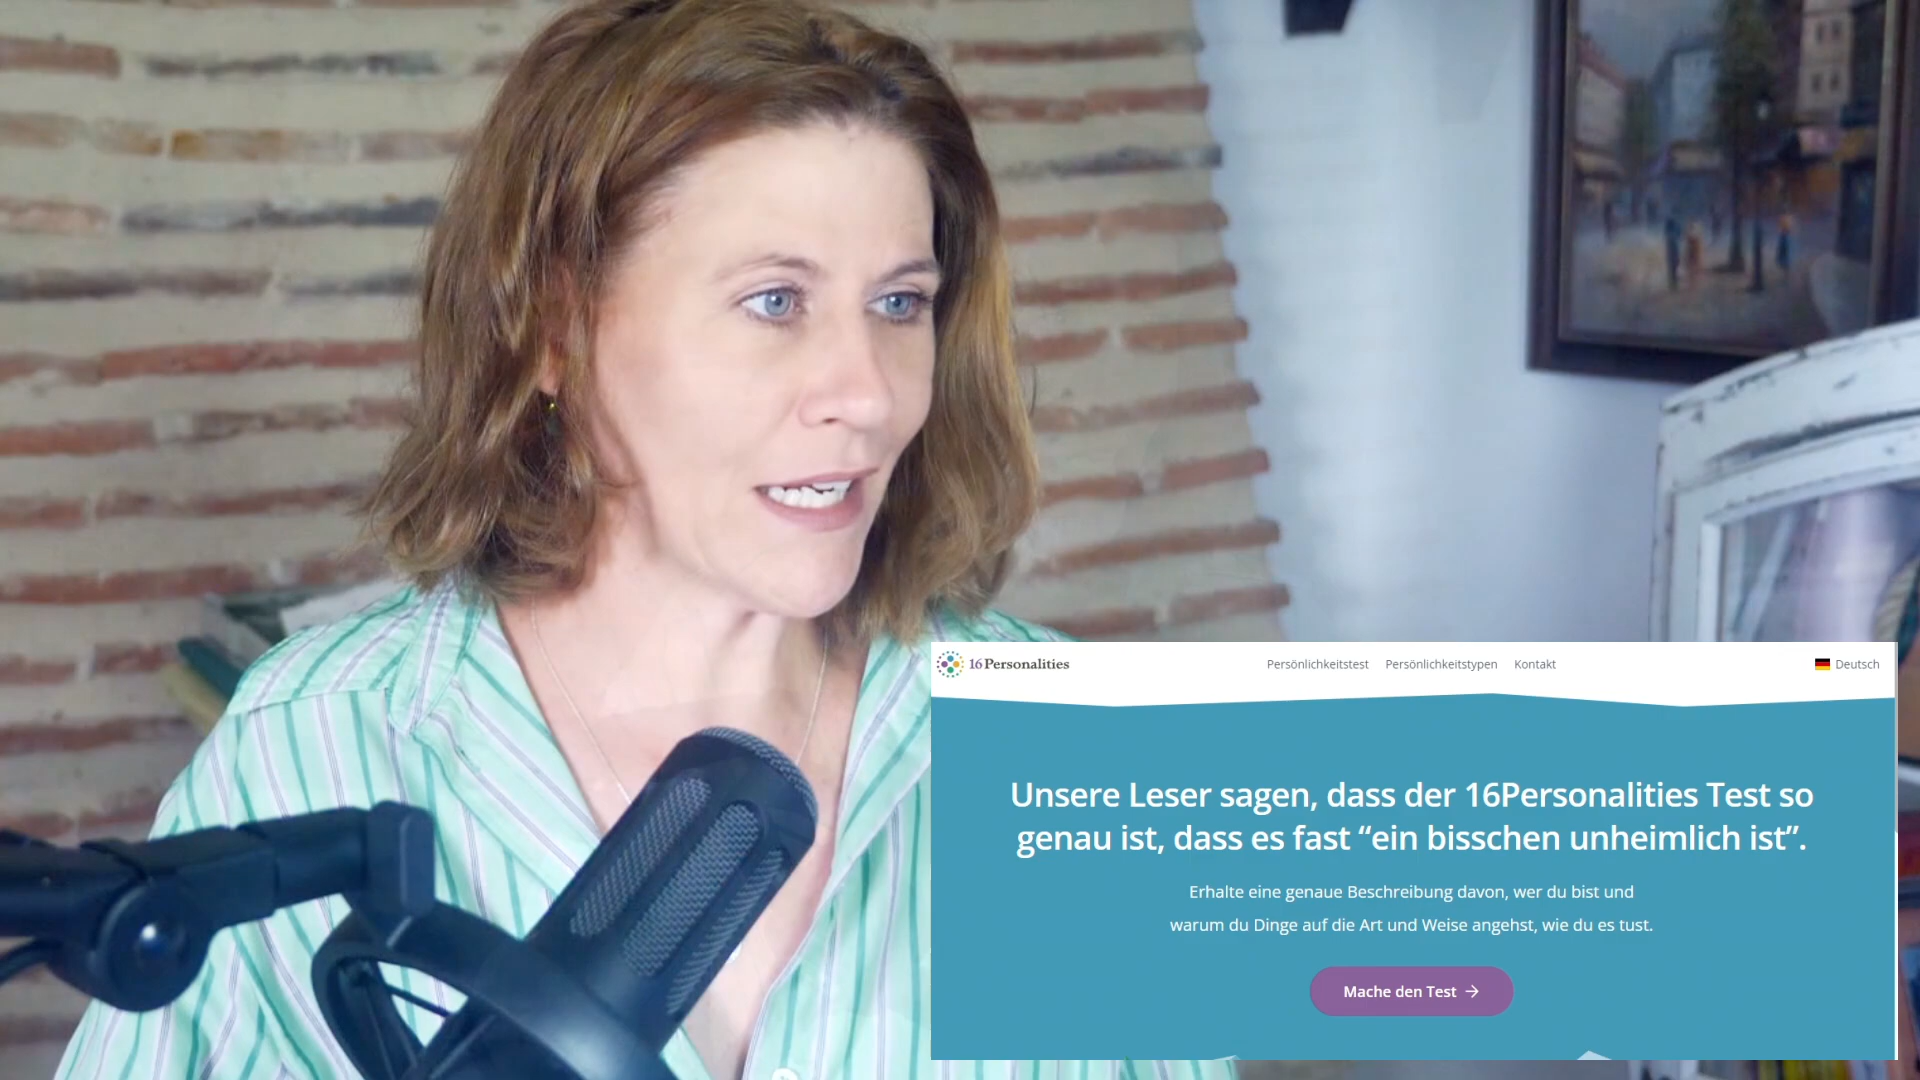 16Personalities
Persönlichkeitstest Persönlichkeitstypen Kontakt
Deutsch
Unsere Leser sagen, dass der 16Personalities Test so
genau ist, dass es fast “ein bisschen unheimlich ist”.
Erhalte eine genaue Beschreibung davon, wer du bist und
warum du Dinge auf die Art und Weise angehst, wie du es tust.
Mache den Test →